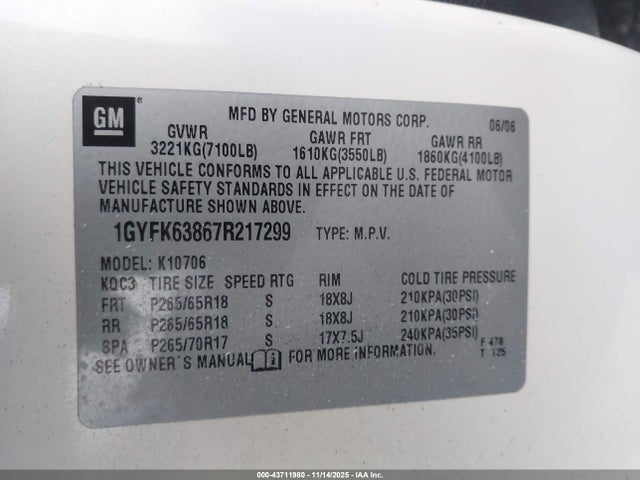 GM ®
MFD BY GENERAL MOTORS CORP. 06/06
GVWR GAWR FRT GAWR RR
3221KG(7100LB) 1610KG(3550LB) 1860KG(4100LB)
THIS VEHICLE CONFORMS TO ALL APPLICABLE U.S. FEDERAL MOTOR
VEHICLE SAFETY STANDARDS IN EFFECT ON THE DATE OF
MANUFACTURE SHOWN ABOVE.
1GYFK63867R217299 TYPE: M.P.V.
MODEL: K10706
KQC3 TIRE SIZE SPEED RTG RIM COLD TIRE PRESSURE
FRT P265/65R18 S 18X8J 210KPA(30PSI)
RR P265/65R18 S 18X8J 210KPA(30PSI)
SPA P265/70R17 S 17X7.5J 240KPA(35PSI)
SEE OWNER'S MANUAL FOR MORE INFORMATION.
F 478
000-43711980 - 11/14/2025 - IAA Inc.